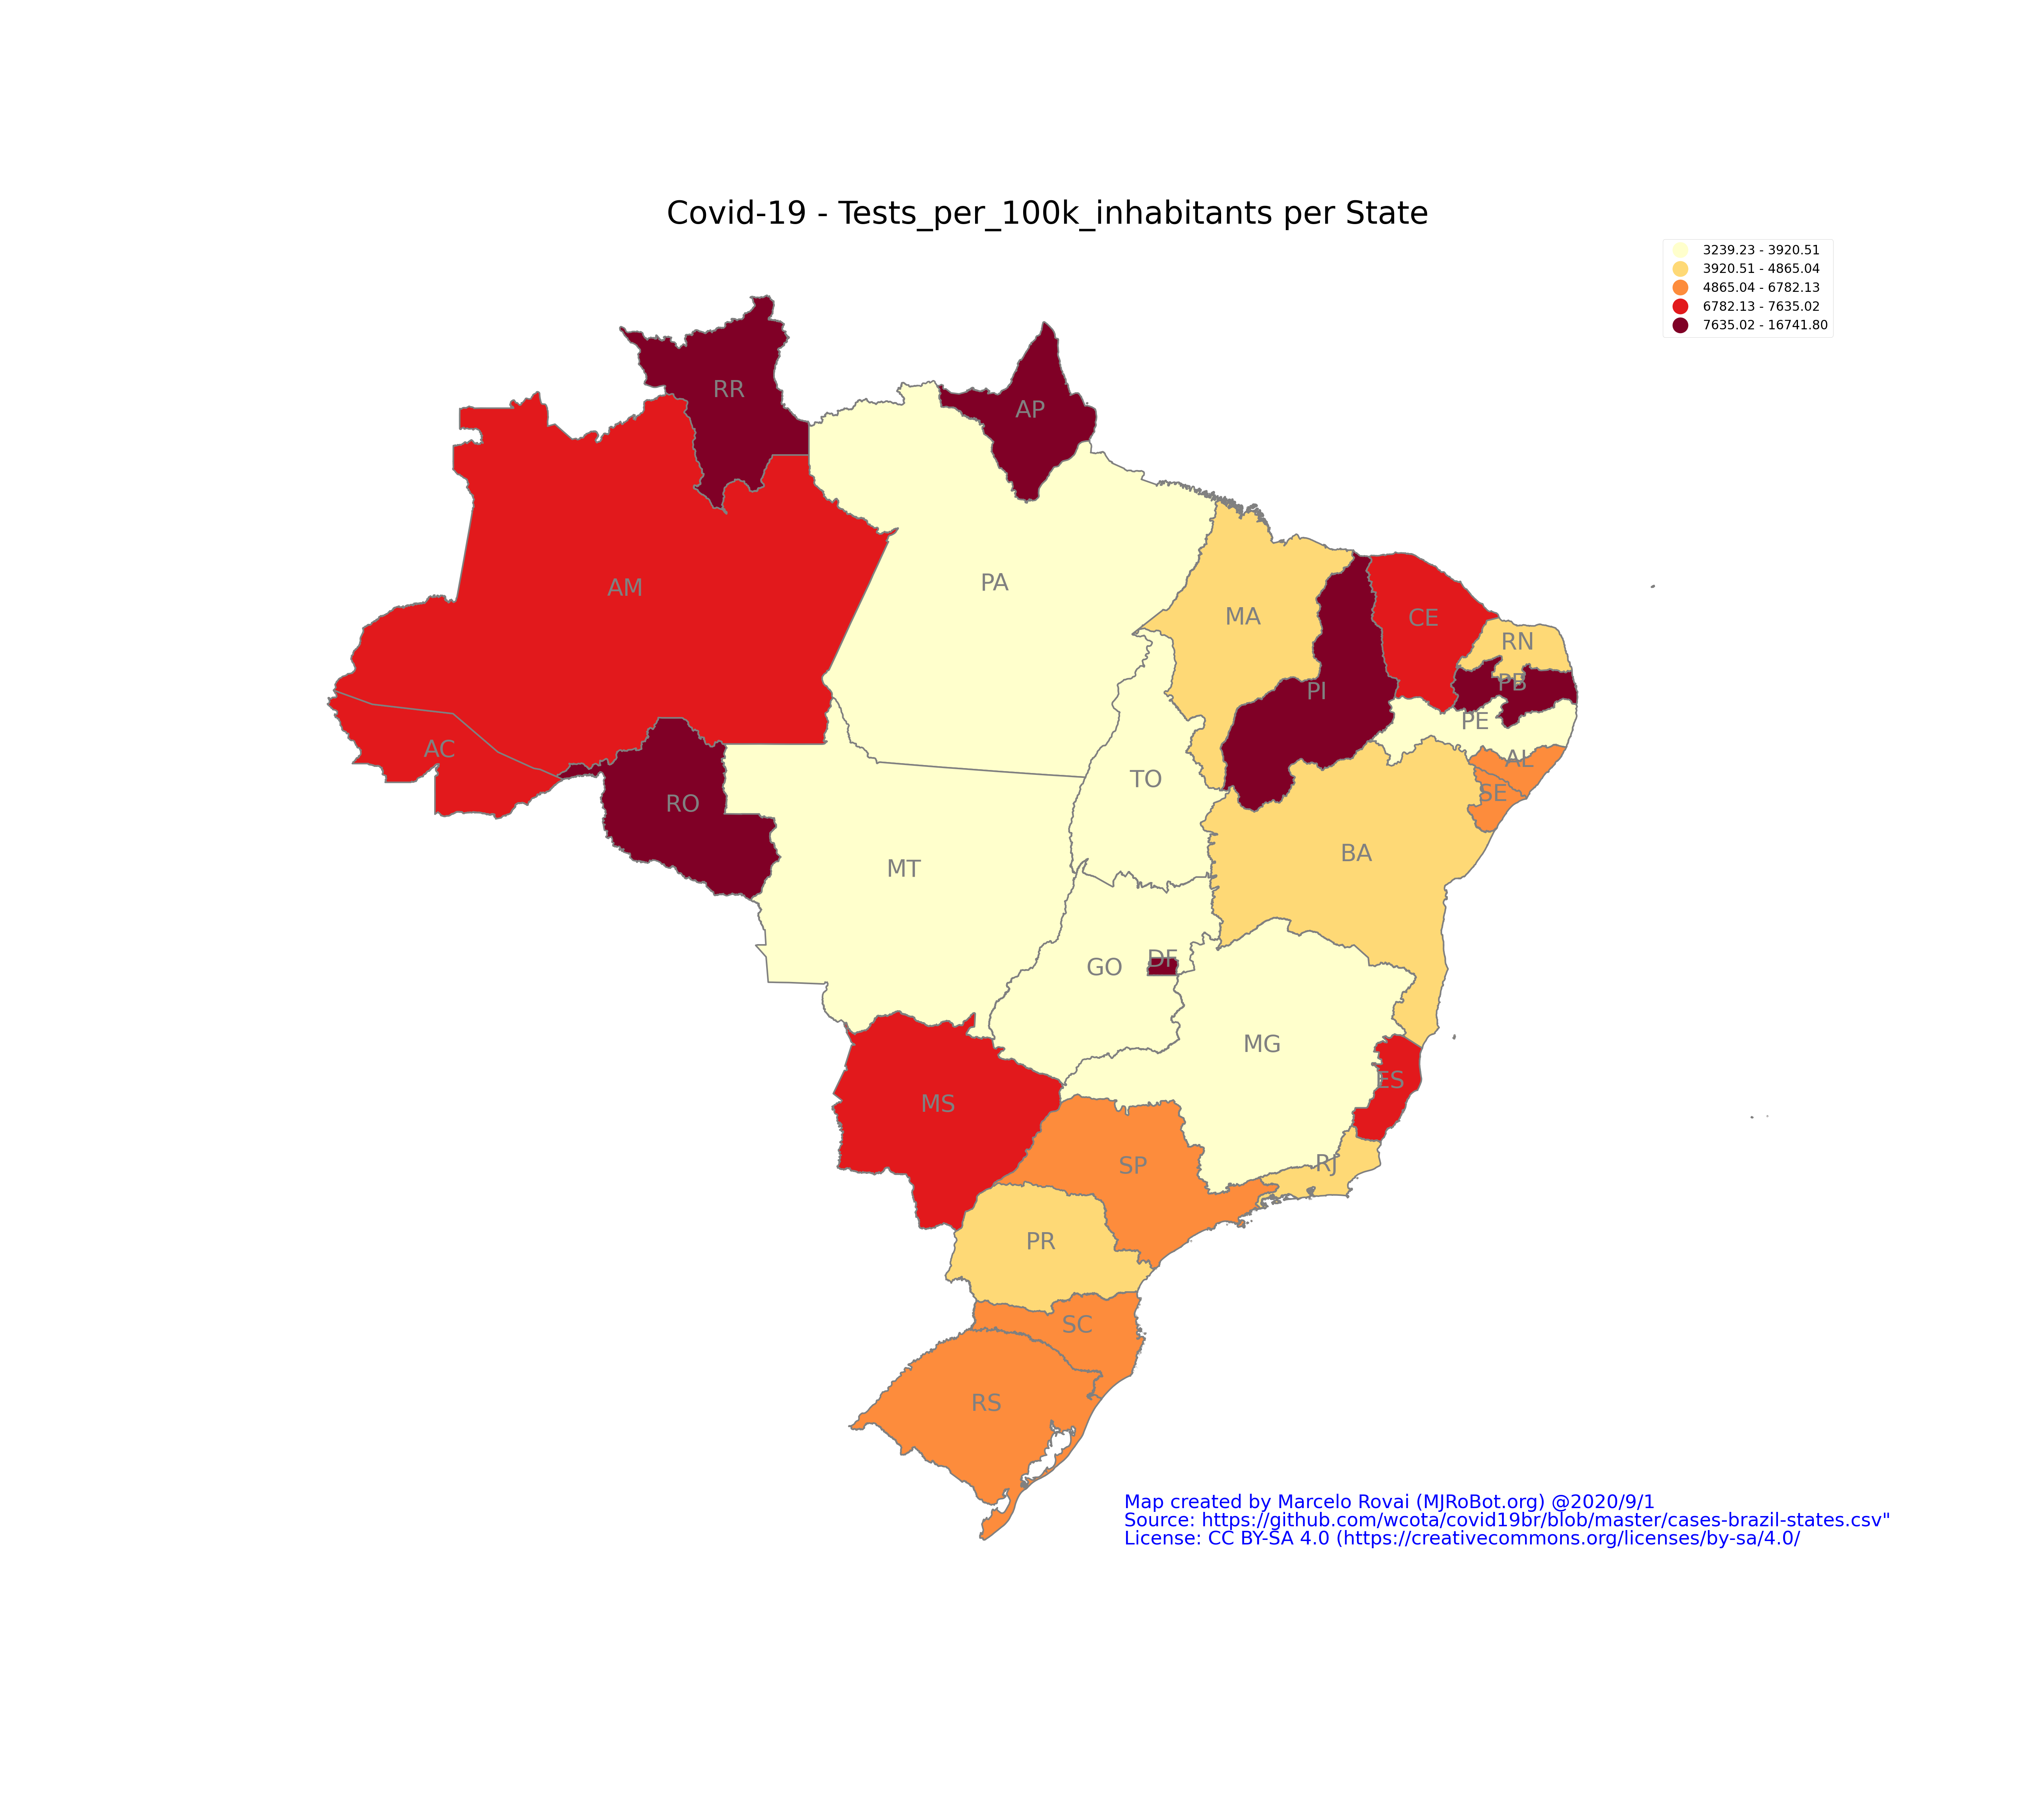 Covid-19 - Tests_per_100k_inhabitants per State
3239.23 - 3920.51
3920.51 - 4865.04
4865.04 - 6782.13
6782.13 - 7635.02
7635.02 - 16741.80
RR
AP
AM
PA
MA
CE
RN
PB
PI
PE
AC
AL
TO
SE
RO
BA
MT
DF
GO
MG
ES
MS
RJ
SP
PR
SC
RS
Map created by Marcelo Rovai (MJRoBot.org) @2020/9/1
Source: https://github.com/wcota/covid19br/blob/master/cases-brazil-states.csv"
License: CC BY-SA 4.0 (https://creativecommons.org/licenses/by-sa/4.0/